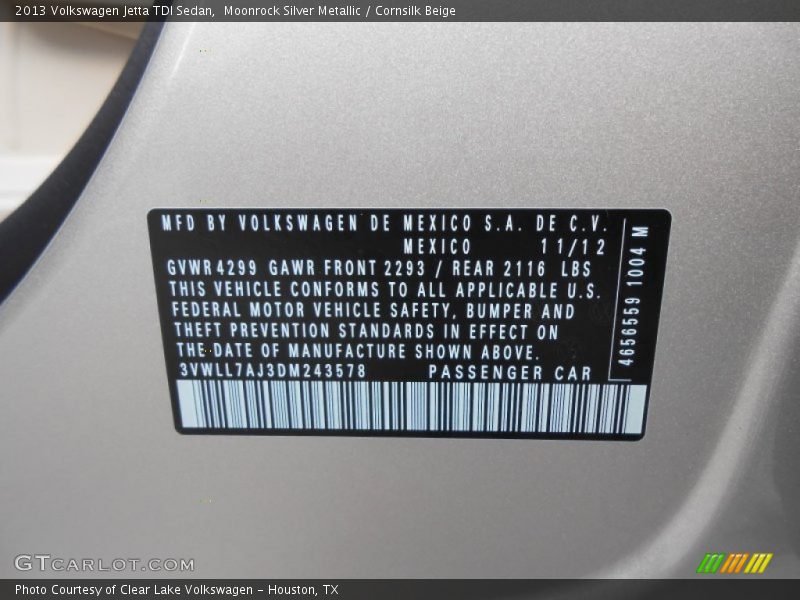 2013 Volkswagen Jetta TDI Sedan,  Moonrock Silver Metallic / Cornsilk Beige
MFD BY VOLKSWAGEN DE MEXICO S.A. DE C.V.
MEXICO 11/12
GVWR 4299 GAWR FRONT 2293 / REAR 2116 LBS
THIS VEHICLE CONFORMS TO ALL APPLICABLE U.S.
FEDERAL MOTOR VEHICLE SAFETY, BUMPER AND
THEFT PREVENTION STANDARDS IN EFFECT ON
THE DATE OF MANUFACTURE SHOWN ABOVE.
3VWLL7AJ3DM243578 PASSENGER CAR
4656559 1004 M
GTCARLOT.COM
Photo Courtesy of Clear Lake Volkswagen - Houston, TX